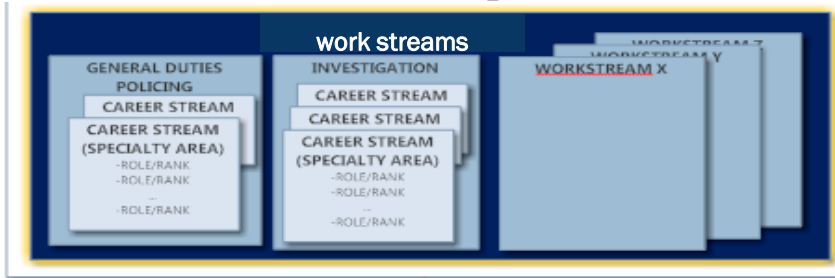 work streams
GENERAL DUTIES
POLICING
CAREER STREAM
CAREER STREAM
(SPECIALTY AREA)
-ROLE/RANK
-ROLE/RANK
...
-ROLE/RANK
INVESTIGATION
CAREER STREAM
CAREER STREAM
CAREER STREAM
(SPECIALTY AREA)
-ROLE/RANK
-ROLE/RANK
...
-ROLE/RANK
WORKSTREAM Z
WORKSTREAM Y
WORKSTREAM X